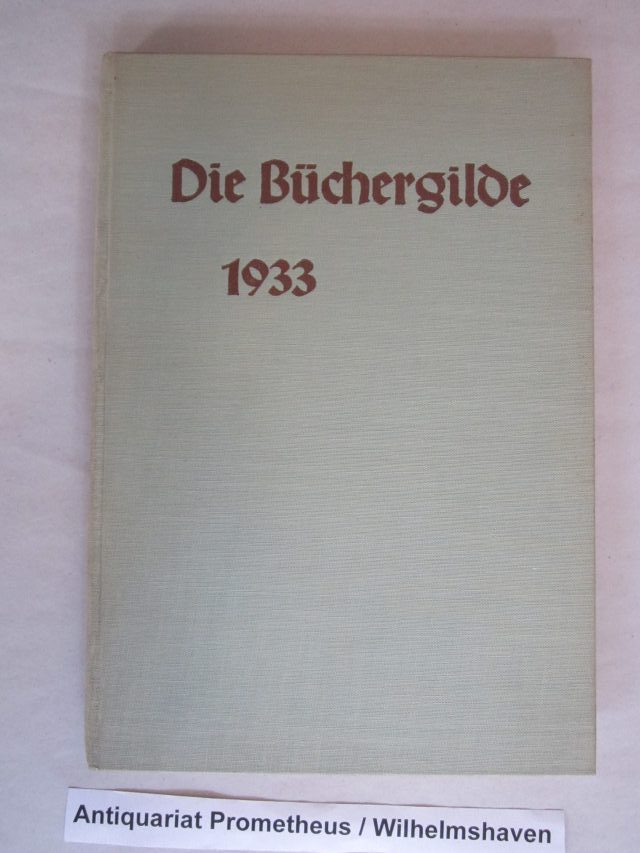 Die Büchergilde
1933
Antiquariat Prometheus / Wilhelmshaven